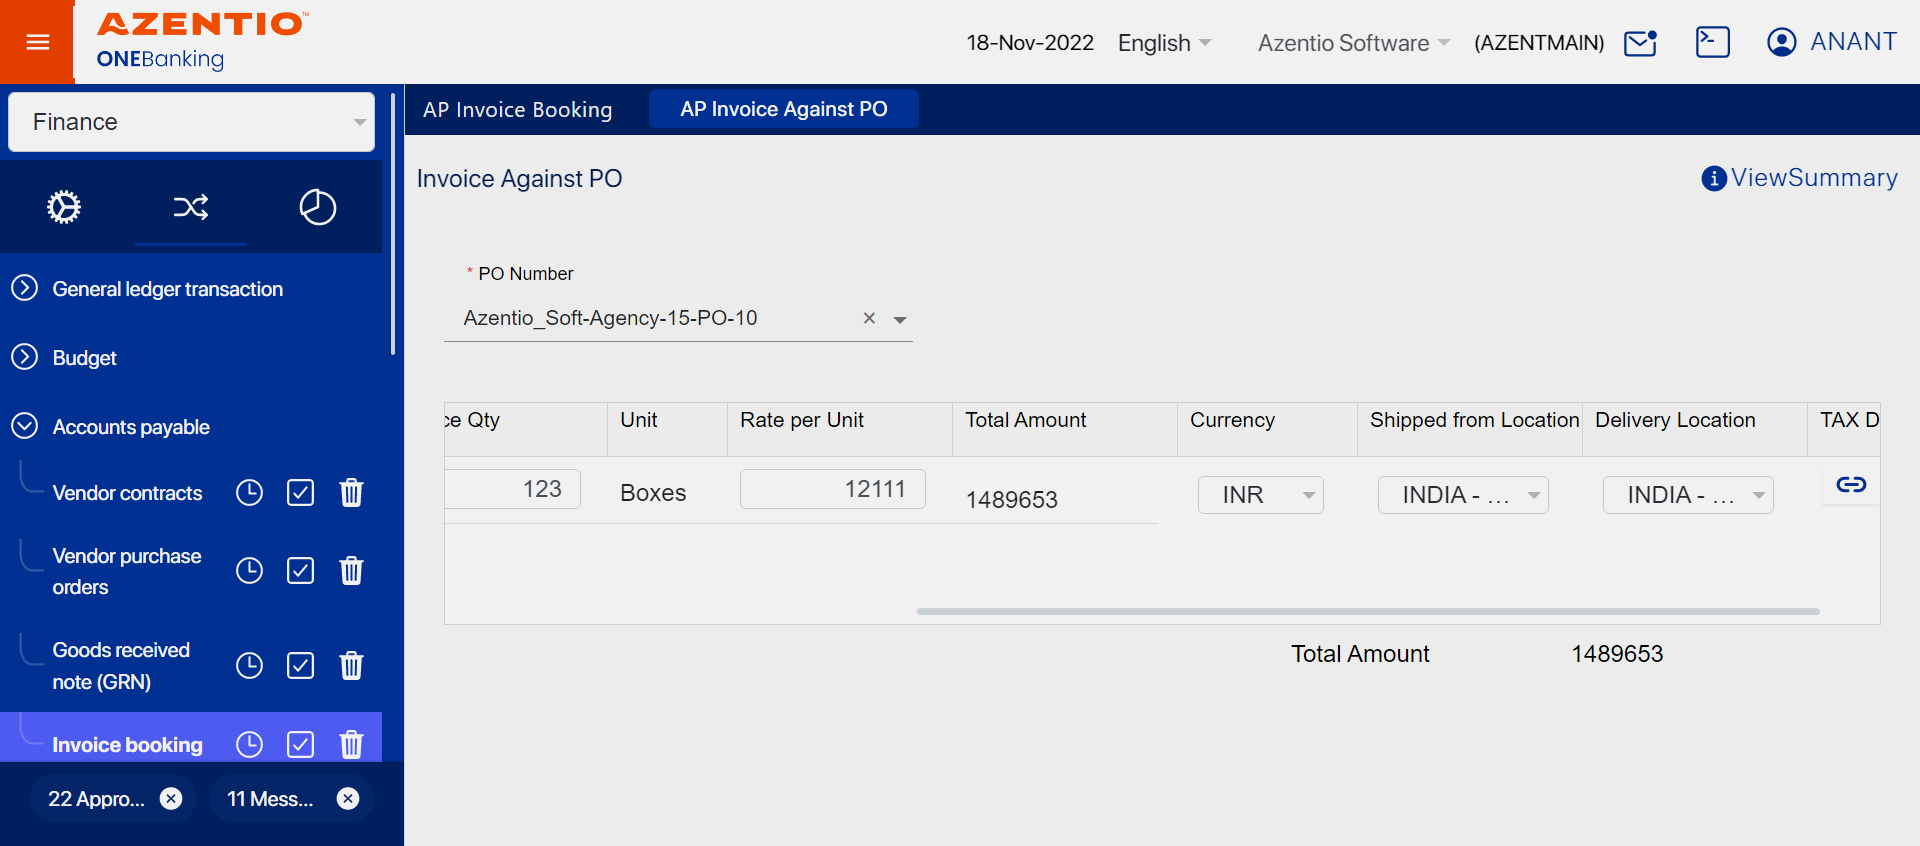 AZENTIO™
ONEBanking
18-Nov-2022 English Azentio Software (AZENTMAIN) ANANT
Finance
AP Invoice Booking AP Invoice Against PO
Invoice Against PO
ViewSummary
General ledger transaction
Budget
Accounts payable
Vendor contracts
Vendor purchase
orders
Goods received
note (GRN)
Invoice booking
22 Appro...
11 Mess...
* PO Number
Azentio_Soft-Agency-15-PO-10
ce Qty Unit Rate per Unit Total Amount Currency Shipped from Location Delivery Location TAX D
123 Boxes 12111 1489653 INR INDIA - ... INDIA - ...
Total Amount 1489653